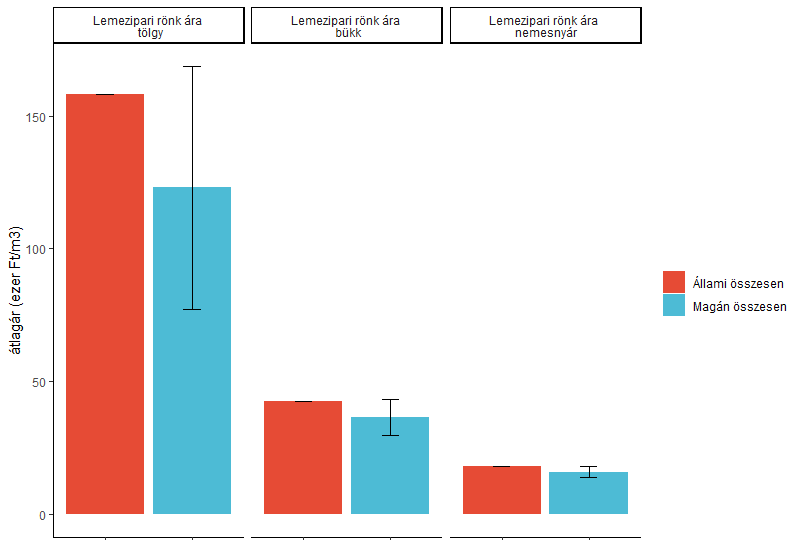 Lemezipari rönk ára
tölgy
Lemezipari rönk ára
bükk
Lemezipari rönk ára
nemesnyár
150
100
50
0
átlagár (ezer Ft/m3)
Állami összesen
Magán összesen